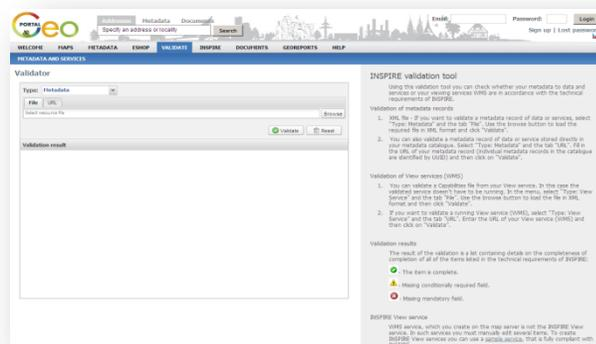 PORTAL
Geo
Addresses Metadata Documents
Specify an address or locality Search
Email: Password: Login
Sign up | Lost password
WELCOME MAPS METADATA ESHOP VALIDATE INSPIRE DOCUMENTS GEOREPORTS HELP
METADATA AND SERVICES
Validator
Type: Metadata
File URL
Select resource file Browse
Validate Reset
Validation result
INSPIRE validation tool
Using this validation tool you can check whether your metadata to data and
services or your viewing services WMS are in accordance with the technical
requirements of INSPIRE.
Validation of metadata records
1. XML file - If you want to validate a metadata record of data or services, select
"Type: Metadata" and the tab "File". Use the browse button to load the
required file in XML format and click "Validate".
2. You can also validate a metadata record of data or service stored directly in
your metadata catalogue. Select "Type: Metadata" and the tab "URL". Fill in
the URL of your metadata record (individual metadata records in the catalogue
are identified by UUID) and then click on "Validate".
Validation of View services (WMS)
1. You can validate a Capabilities file from your View service. In this case the
validated service doesn't have to be running. In the menu, select "Type: View
Service" and the tab "File". Use the browse button to load the file in XML
format and then click "Validate".
2. If you want to validate a running View service (WMS), select "Type: View
Service" and the tab "URL". Enter the URL of your View service (WMS) and
then click on "Validate".
Validation results
The result of the validation is a list containing details on the completeness of
completion of all of the items listed in the technical requirements of INSPIRE:
- The item is complete.
- Missing conditionally required field.
- Missing mandatory field.
INSPIRE View service
WMS service, which you create on the map server is not the INSPIRE View
service. In such services you must manually edit several items. To create
INSPIRE View services you can use a sample service, that is fully compliant with